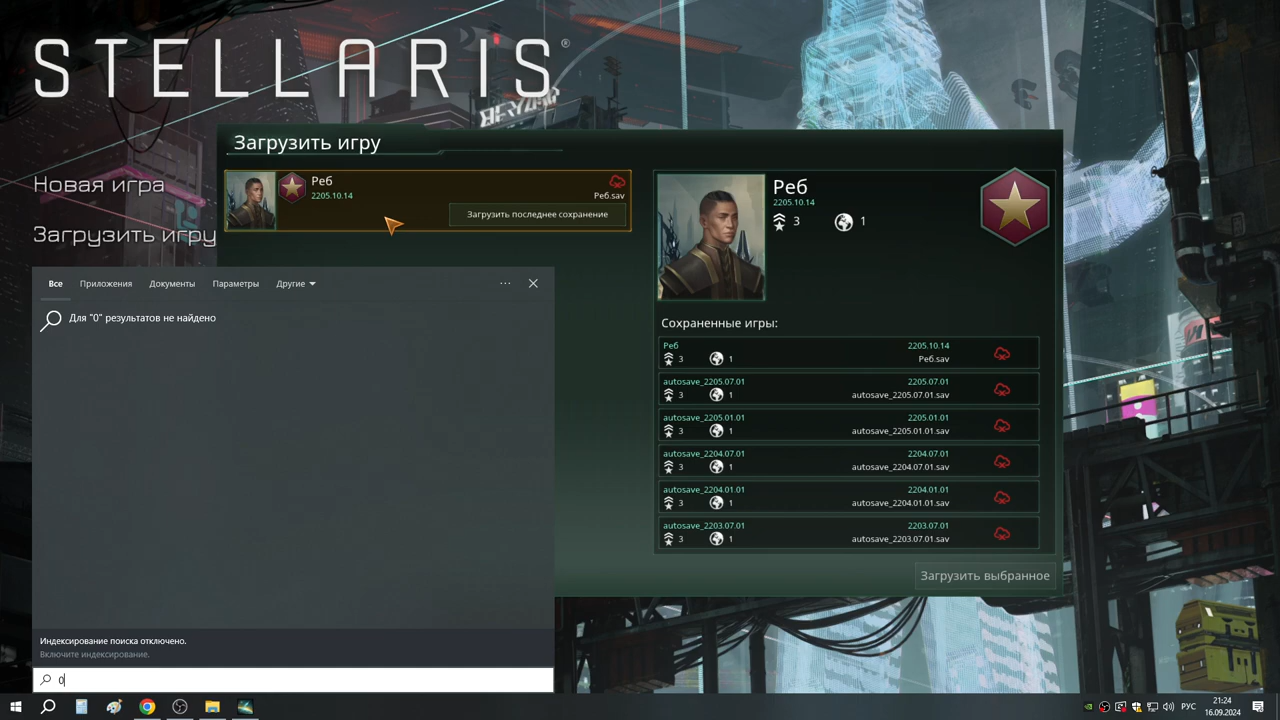 STELLARIS®
Загрузить игру
Новая игра
Загрузить игру
Реб
2205.10.14
Реб.sav
Загрузить последнее сохранение
Реб
2205.10.14
3 1
Сохраненные игры:
Реб 2205.10.14
3 1 Реб.sav
autosave_2205.07.01 2205.07.01
3 1 autosave_2205.07.01.sav
autosave_2205.01.01 2205.01.01
3 1 autosave_2205.01.01.sav
autosave_2204.07.01 2204.07.01
3 1 autosave_2204.07.01.sav
autosave_2204.01.01 2204.01.01
3 1 autosave_2204.01.01.sav
autosave_2203.07.01 2203.07.01
3 1 autosave_2203.07.01.sav
Загрузить выбранное
Все Приложения Документы Параметры Другие
Для "0" результатов не найдено
Индексирование поиска отключено.
Включите индексирование.
0
РУС
21:24
16.09.2024